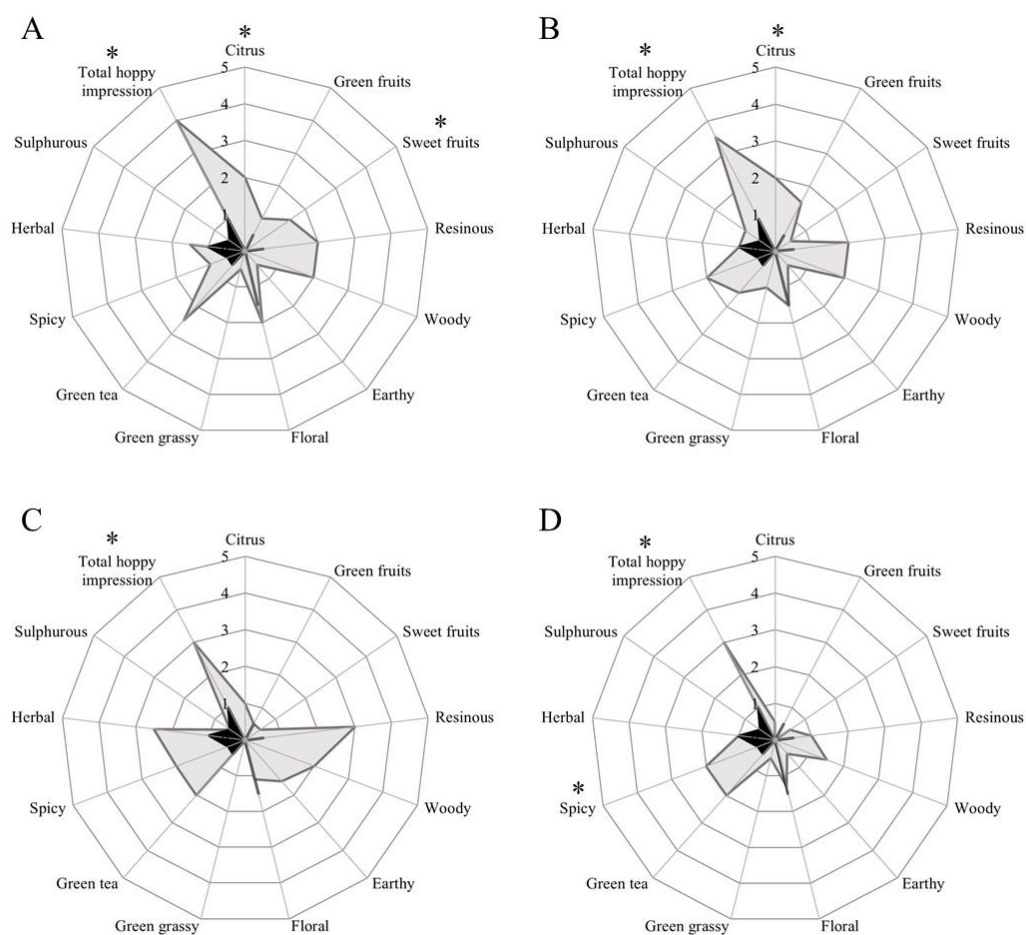 A
*
*
Citrus
Total hoppy
impression
Green fruits
*
Sulphurous
Sweet fruits
5
4
3
2
1
Herbal
Resinous
Spicy
Woody
Green tea
Earthy
Green grassy
Floral
B
*
*
Citrus
Total hoppy
impression
Green fruits
Sulphurous
Sweet fruits
5
4
3
2
1
Herbal
Resinous
Spicy
Woody
Green tea
Earthy
Green grassy
Floral
C
*
Citrus
Total hoppy
impression
Green fruits
Sulphurous
Sweet fruits
5
4
3
2
1
Herbal
Resinous
Spicy
Woody
Green tea
Earthy
Green grassy
Floral
D
*
Citrus
Total hoppy
impression
Green fruits
Sulphurous
Sweet fruits
5
4
3
2
1
Herbal
Resinous
*
Spicy
Woody
Green tea
Earthy
Green grassy
Floral